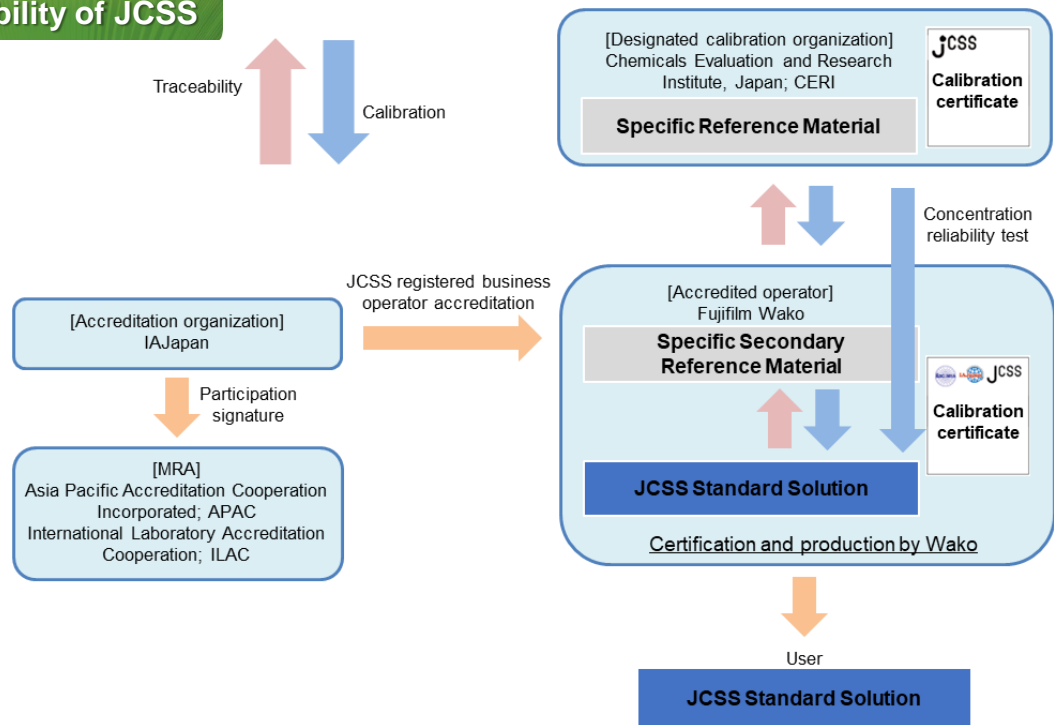 bility of JCSS
Traceability
Calibration
[Designated calibration organization]
Chemicals Evaluation and Research
Institute, Japan; CERI
Specific Reference Material
JCSS
Calibration
certificate
Concentration
reliability test
JCSS registered business
operator accreditation
[Accreditation organization]
IAJapan
Participation
signature
[MRA]
Asia Pacific Accreditation Cooperation
Incorporated; APAC
International Laboratory Accreditation
Cooperation; ILAC
[Accredited operator]
Fujifilm Wako
Specific Secondary
Reference Material
JCSS
Calibration
certificate
JCSS Standard Solution
Certification and production by Wako
User
JCSS Standard Solution